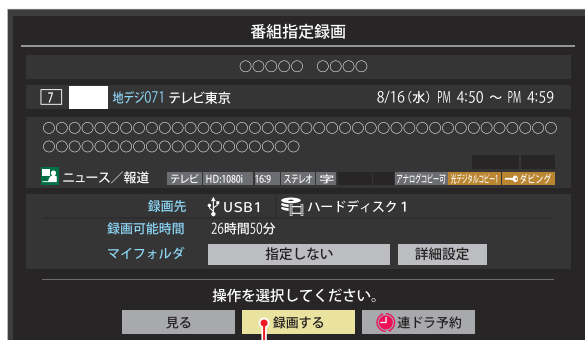 番組指定録画
○○○○○ ○○○○
7 地デジ071 テレビ東京 8/16(水) PM 4:50 ~ PM 4:59
○○○○○○○○○○○○○○○○○○○○○○○○○○○○○○○○○○○○○○○
○○○○○○○○○○○○○○○○○○○
ニュース/報道 テレビ HD:1080i 16:9 ステレオ 字 アナログコピー可 光デジタルコピー1 ダビング
録画先 USB1 ハードディスク1
録画可能時間 26時間50分
マイフォルダ 指定しない 詳細設定
操作を選択してください。
見る 録画する 連ドラ予約